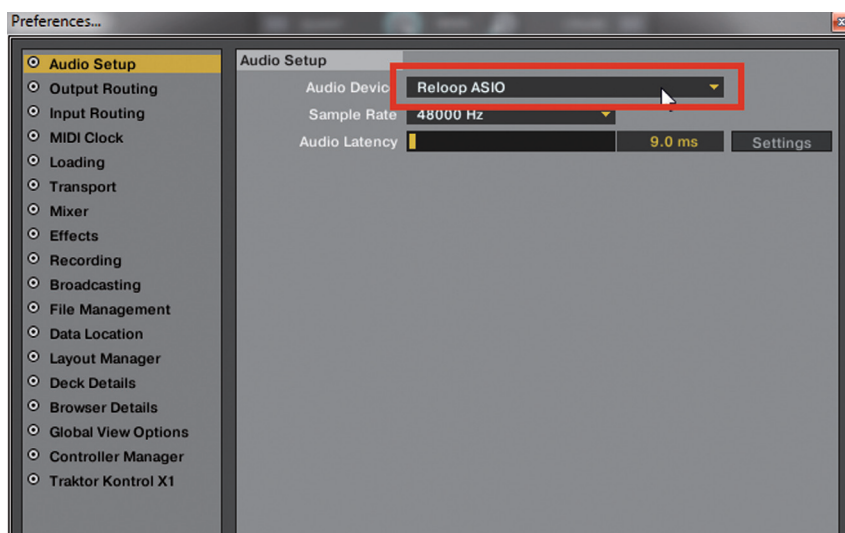 Preferences...
Audio Setup
Output Routing
Input Routing
MIDI Clock
Loading
Transport
Mixer
Effects
Recording
Broadcasting
File Management
Data Location
Layout Manager
Deck Details
Browser Details
Global View Options
Controller Manager
Traktor Kontrol X1
Audio Setup
Audio Devic Reloop ASIO
Sample Rate 48000 Hz
Audio Latency 9.0 ms Settings